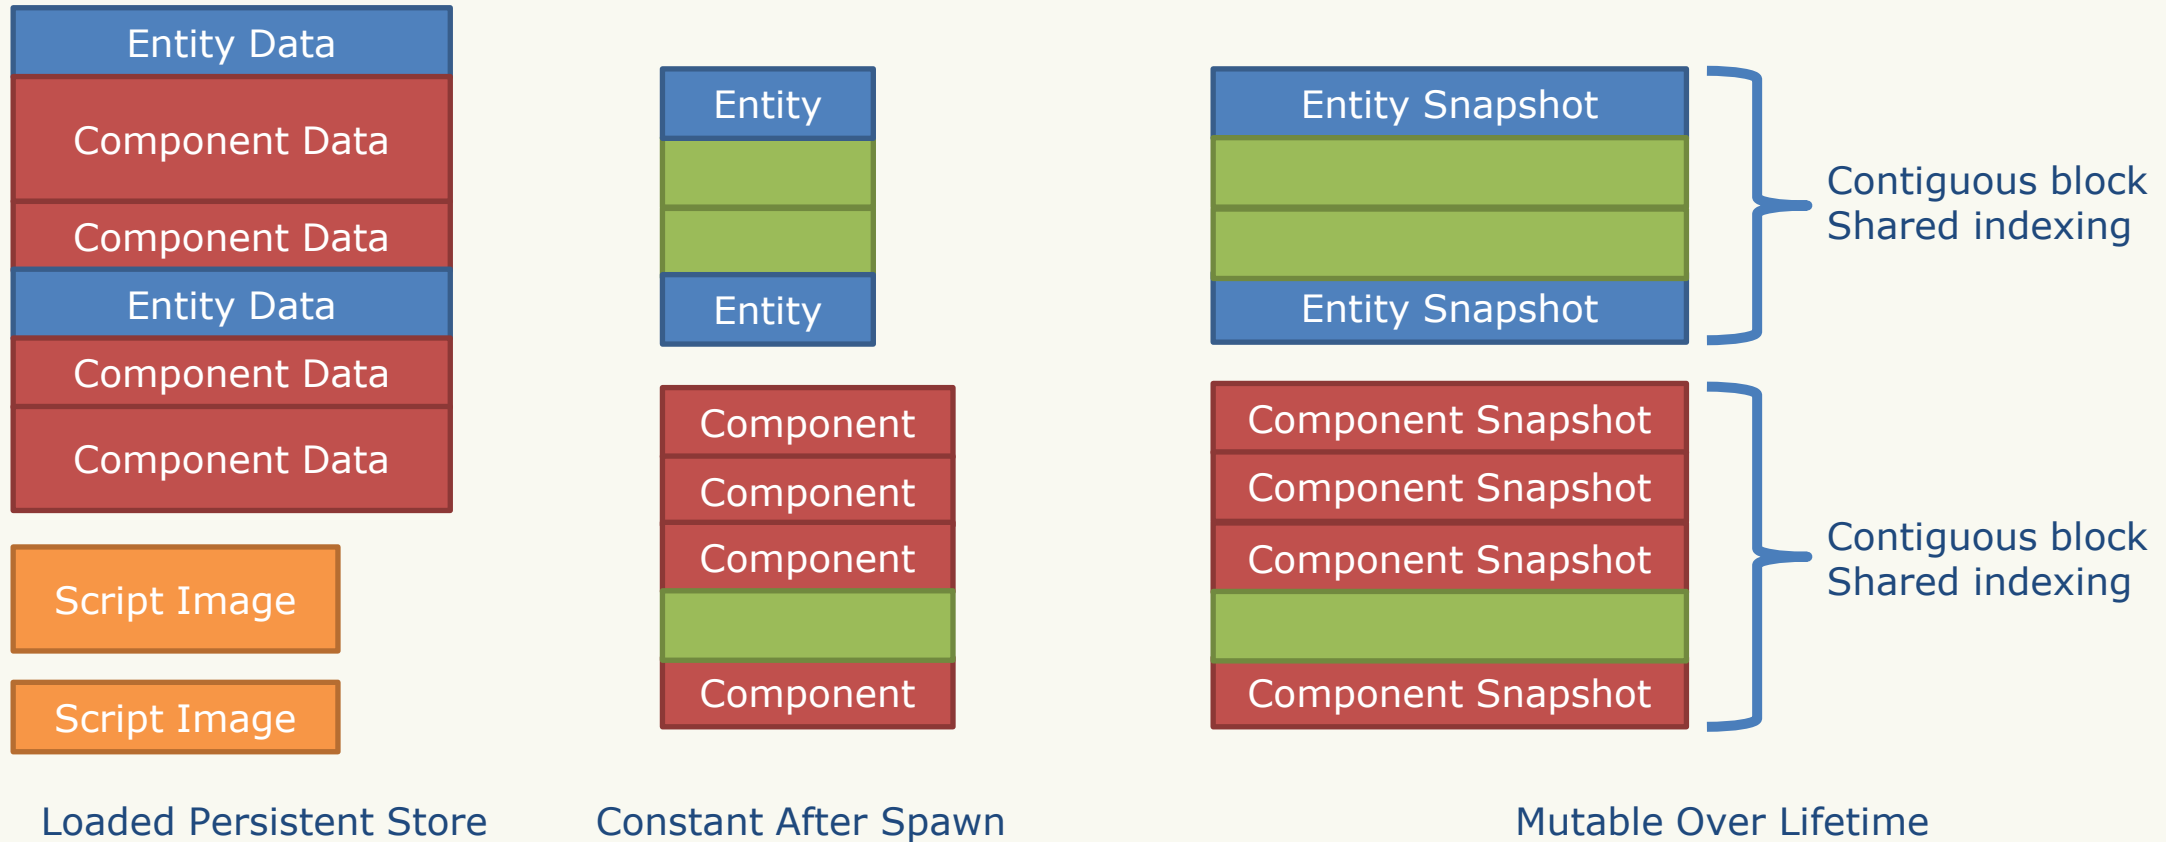 Entity Data
Component Data
Component Data
Entity Data
Component Data
Component Data
Script Image
Script Image
Loaded Persistent Store
Entity
Entity
Component
Component
Component
Component
Constant After Spawn
Entity Snapshot
Entity Snapshot
Contiguous block
Shared indexing
Component Snapshot
Component Snapshot
Component Snapshot
Component Snapshot
Contiguous block
Shared indexing
Mutable Over Lifetime